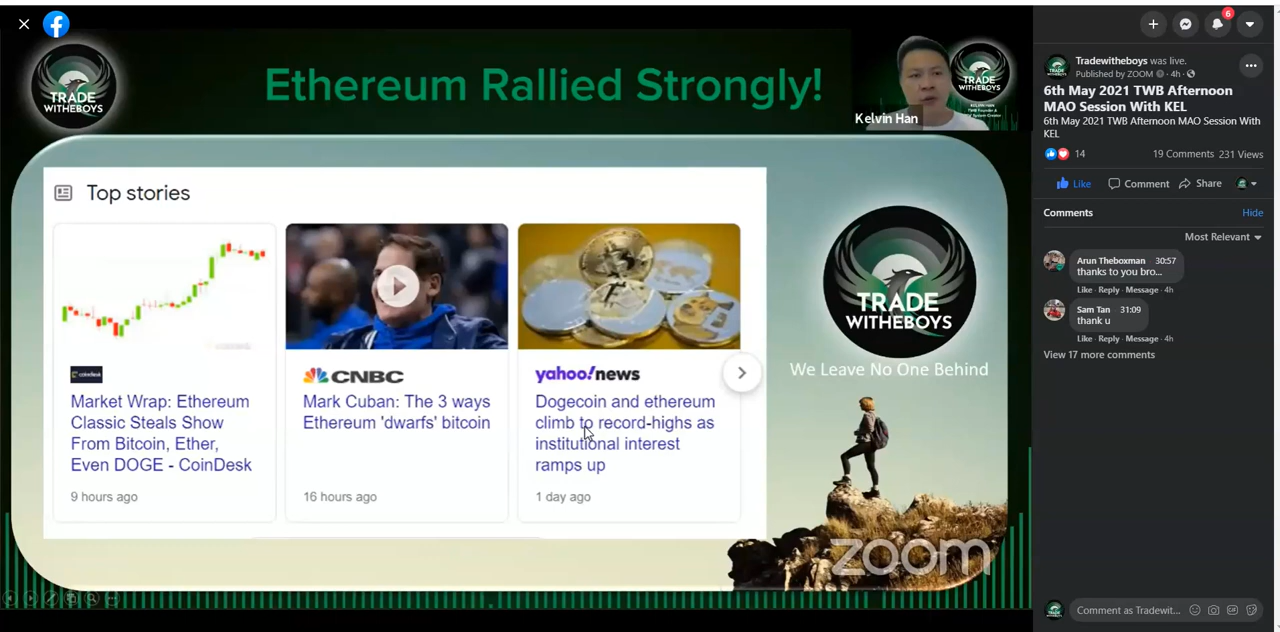 TRADE
WITHEBOYS
Ethereum Rallied Strongly!
TRADE
WITHEBOYS
Kelvin Han
Top stories
coindesk
Market Wrap: Ethereum
Classic Steals Show
From Bitcoin, Ether,
Even DOGE - CoinDesk
9 hours ago
CNBC
Mark Cuban: The 3 ways
Ethereum 'dwarfs' bitcoin
16 hours ago
yahoo!news
Dogecoin and ethereum
climb to record-highs as
institutional interest
ramps up
1 day ago
TRADE
WITHEBOYS
We Leave No One Behind
zoom
6
Tradewitheboys was live.
Published by ZOOM · 4h ·
6th May 2021 TWB Afternoon
MAO Session With KEL
6th May 2021 TWB Afternoon MAO Session With
KEL
14
19 Comments 231 Views
Like Comment Share
Comments Hide
Most Relevant
Arun Theboxman 30:57
thanks to you bro...
Like · Reply · Message · 4h
Sam Tan 31:09
thank u
Like · Reply · Message · 4h
View 17 more comments
Comment as Tradewit...